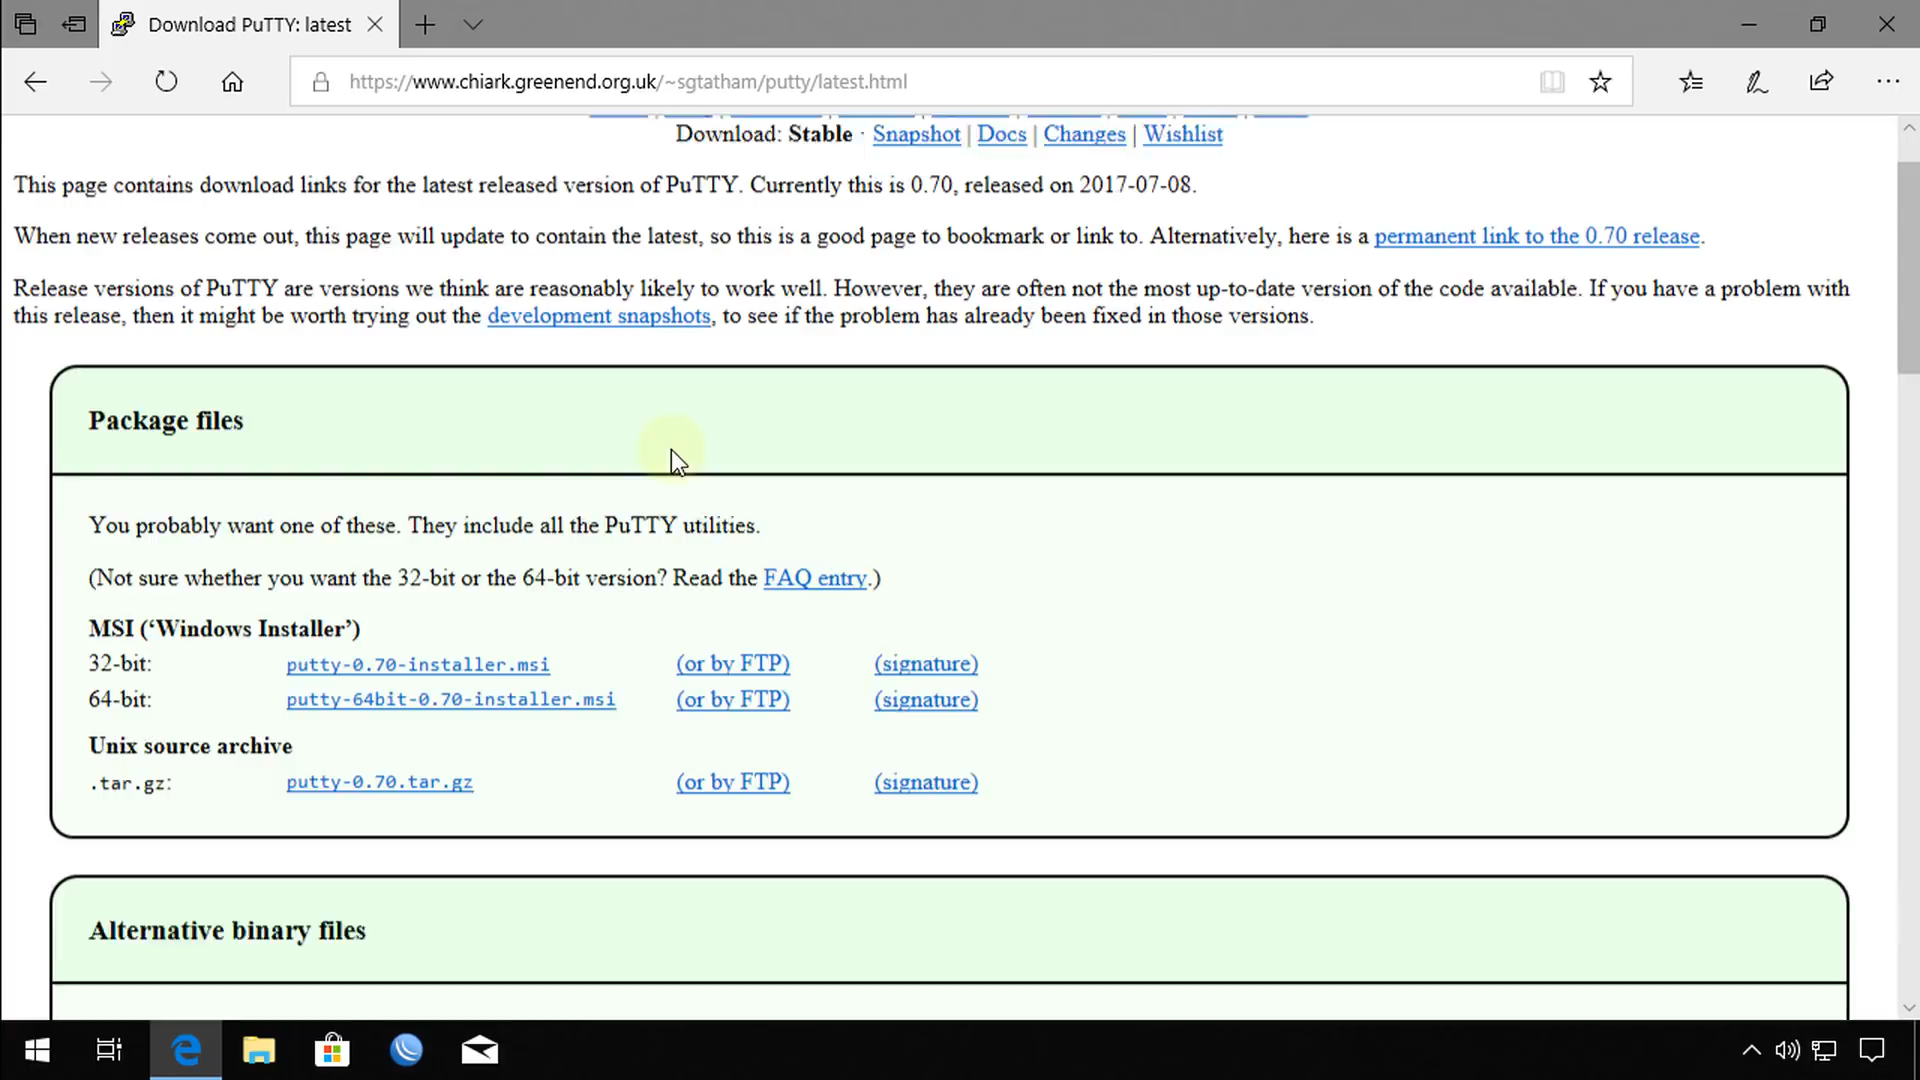 Download PuTTY: latest
https://www.chiark.greenend.org.uk/~sgtatham/putty/latest.html
Download: Stable · Snapshot | Docs | Changes | Wishlist
This page contains download links for the latest released version of PuTTY. Currently this is 0.70, released on 2017-07-08.
When new releases come out, this page will update to contain the latest, so this is a good page to bookmark or link to. Alternatively, here is a permanent link to the 0.70 release.
Release versions of PuTTY are versions we think are reasonably likely to work well. However, they are often not the most up-to-date version of the code available. If you have a problem with
this release, then it might be worth trying out the development snapshots, to see if the problem has already been fixed in those versions.
Package files
You probably want one of these. They include all the PuTTY utilities.
(Not sure whether you want the 32-bit or the 64-bit version? Read the FAQ entry.)
MSI (‘Windows Installer’)
32-bit: putty-0.70-installer.msi (or by FTP) (signature)
64-bit: putty-64bit-0.70-installer.msi (or by FTP) (signature)
Unix source archive
.tar.gz: putty-0.70.tar.gz (or by FTP) (signature)
Alternative binary files